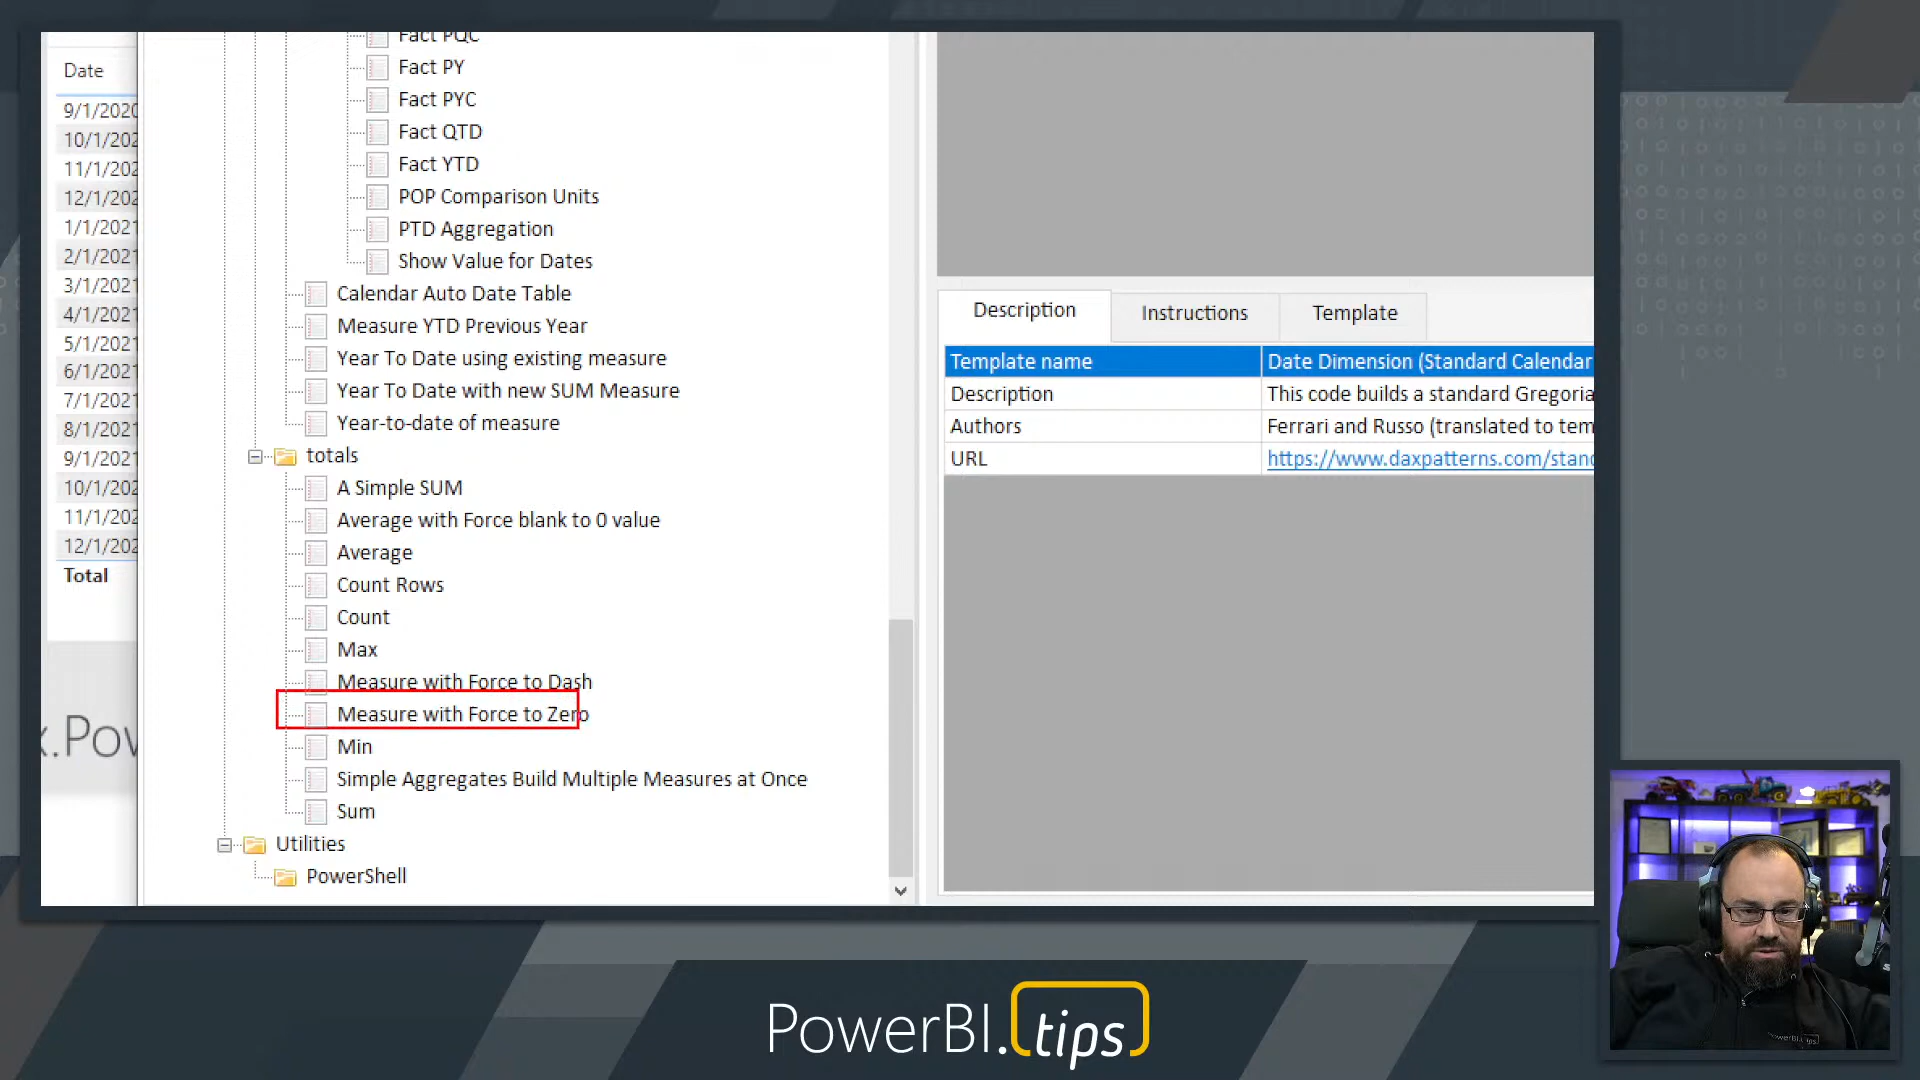 Date
9/1/2020
10/1/202
11/1/202
12/1/202
1/1/2021
2/1/2021
3/1/2021
4/1/2021
5/1/2021
6/1/2021
7/1/2021
8/1/2021
9/1/2021
10/1/202
11/1/202
12/1/202
Total
x.Pow
Fact PQC
Fact PY
Fact PYC
Fact QTD
Fact YTD
POP Comparison Units
PTD Aggregation
Show Value for Dates
Calendar Auto Date Table
Measure YTD Previous Year
Year To Date using existing measure
Year To Date with new SUM Measure
Year-to-date of measure
totals
A Simple SUM
Average with Force blank to 0 value
Average
Count Rows
Count
Max
Measure with Force to Dash
Measure with Force to Zero
Min
Simple Aggregates Build Multiple Measures at Once
Sum
Utilities
PowerShell
Description Instructions Template
Template name Date Dimension (Standard Calendar
Description This code builds a standard Gregoria
Authors Ferrari and Russo (translated to tem
URL https://www.daxpatterns.com/stand
PowerBI.tips